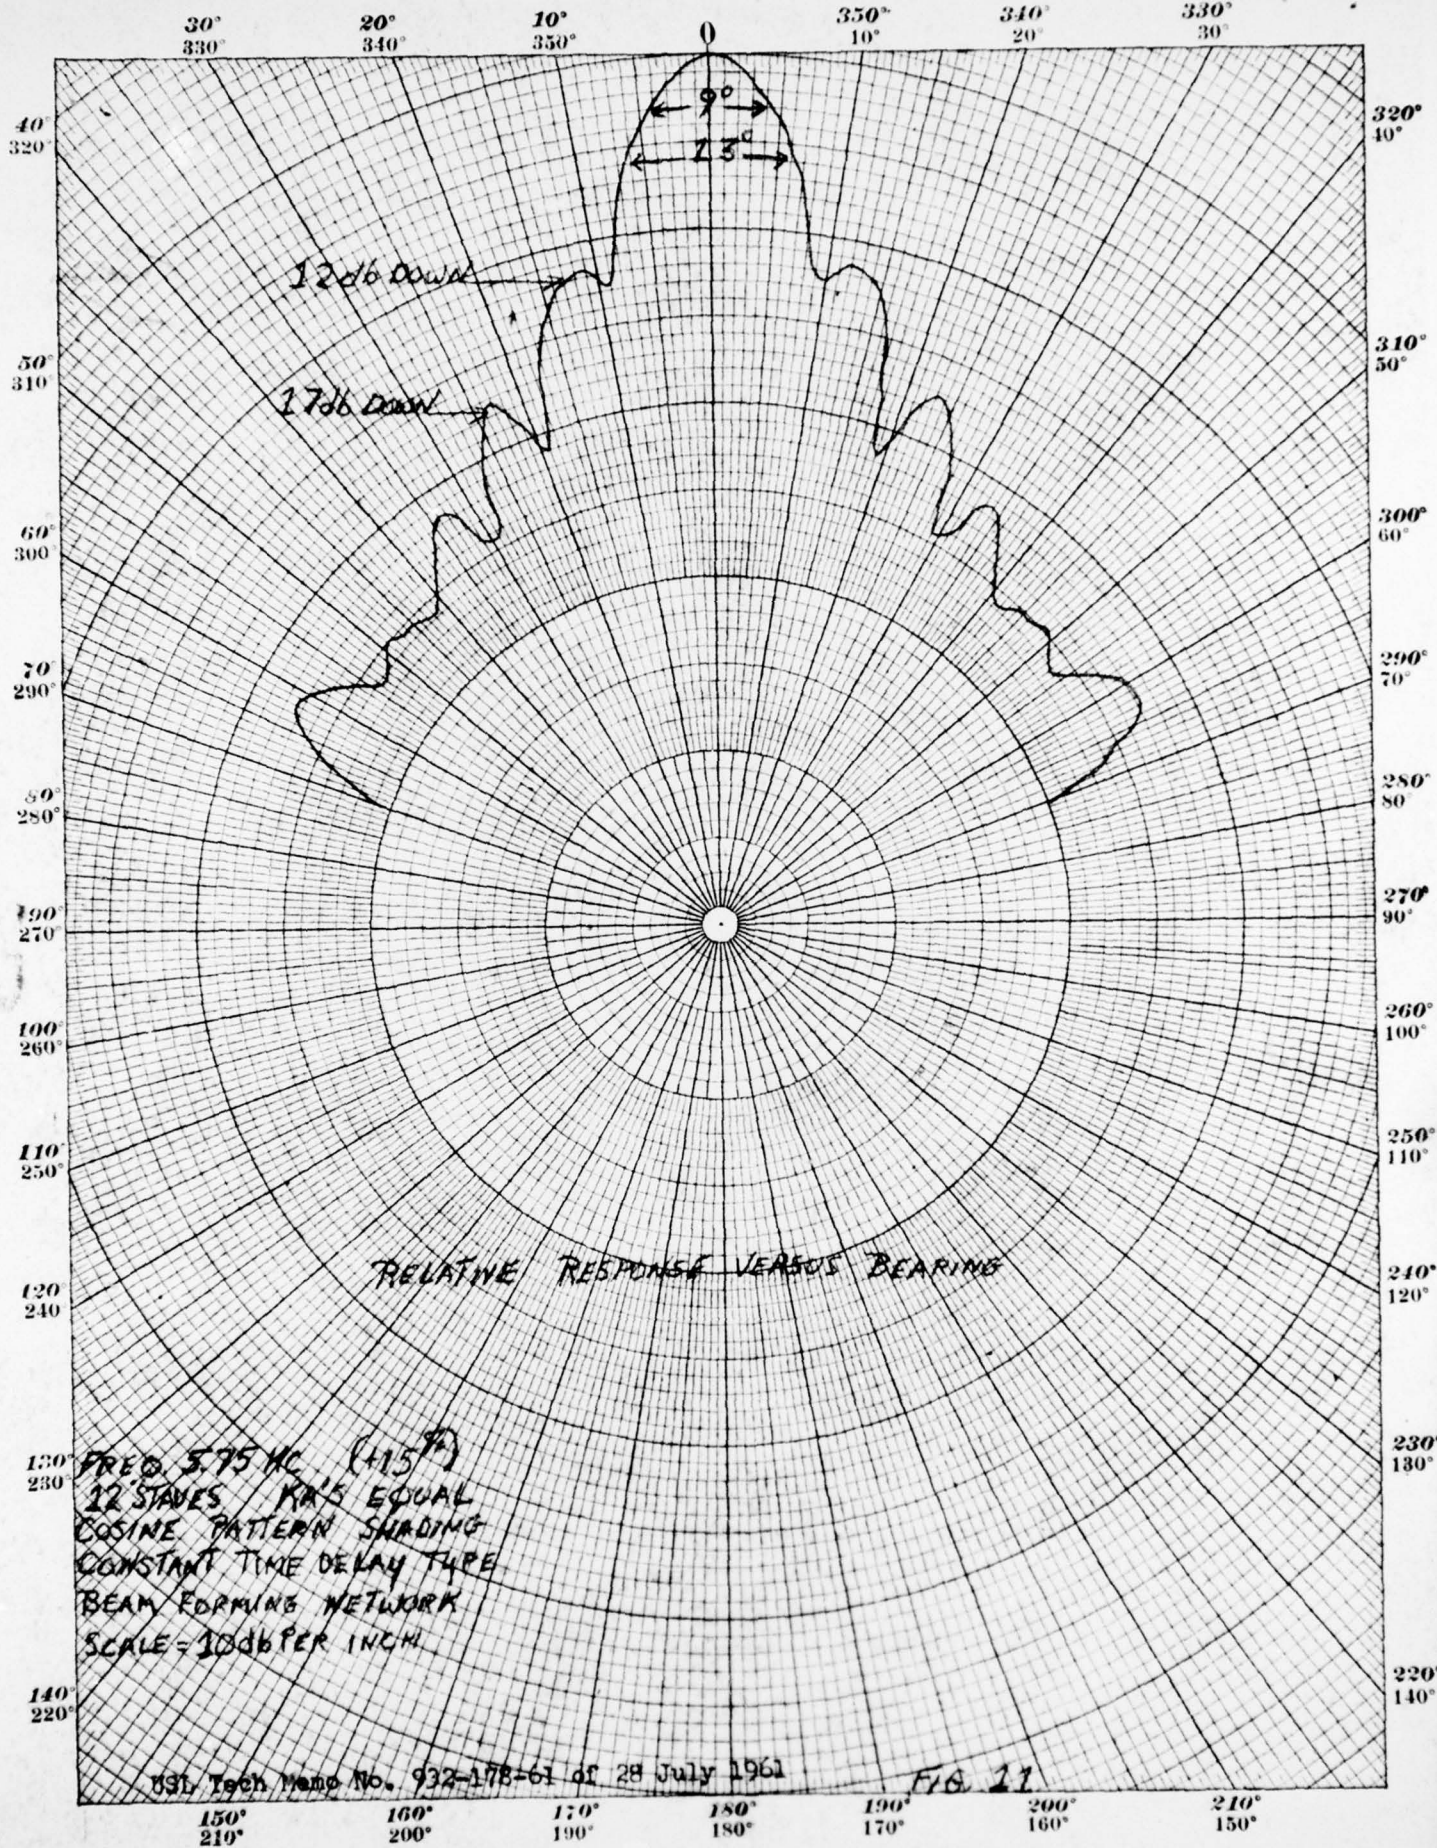 30° 20° 10° 0 350° 340° 330°
330° 340° 350° 10° 20° 30°
40° 320°
320° 40°
9°
13°
12db DOWN
50° 310°
310° 50°
17db DOWN
60° 300°
300° 60°
70° 290°
290° 70°
80° 280°
280° 80°
90° 270°
270° 90°
100° 260°
260° 100°
110° 250°
250° 110°
RELATIVE RESPONSE VERSUS BEARING
120 240°
240 120°
130° 230°
230° 130°
FREQ. 5.75 KC (+15%)
12 STAVES KA'S EQUAL
COSINE PATTERN SHADING
CONSTANT TIME DELAY TYPE
BEAM FORMING NETWORK
SCALE = 10db PER INCH
140° 220°
220° 140°
USL Tech Memo No. 932-178-61 of 28 July 1961 FIG 11
150° 160° 170° 180° 190° 200° 210°
210° 200° 190° 180° 170° 160° 150°